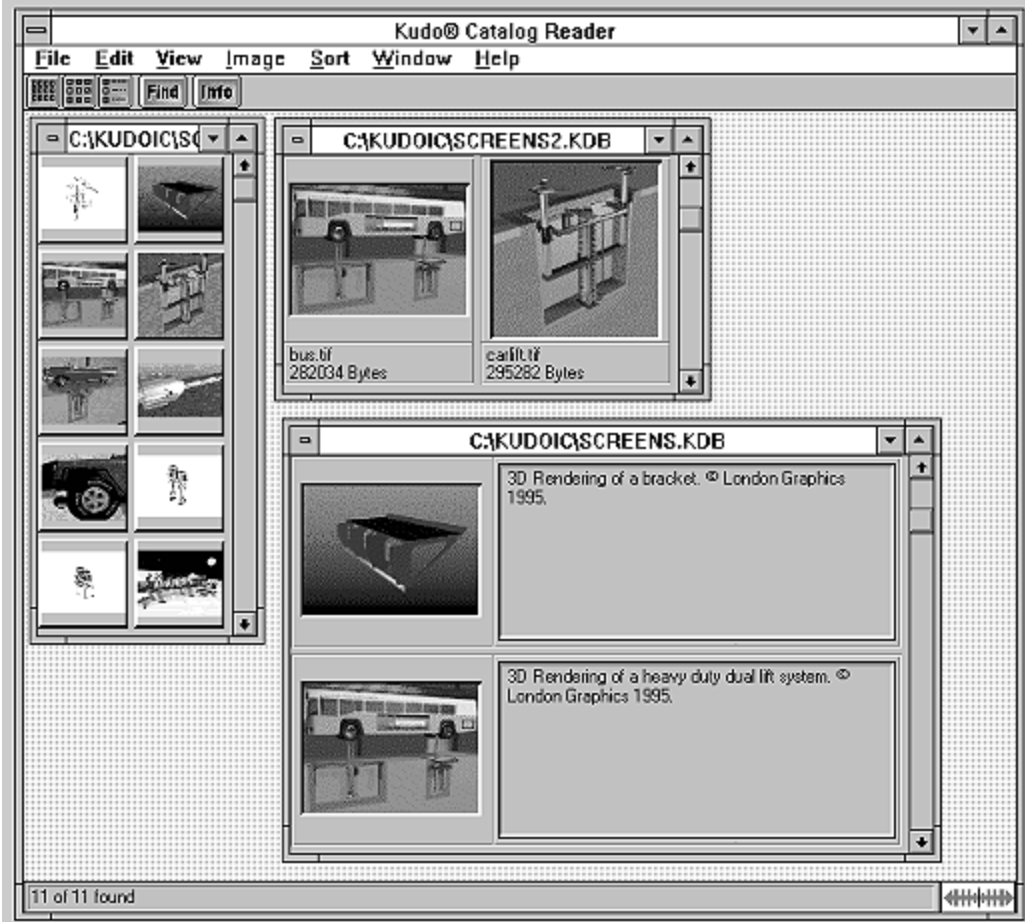 Kudo® Catalog Reader
File Edit View Image Sort Window Help
Find Info
C:\KUDOIC\SC
C:\KUDOIC\SCREENS2.KDB
bus.tif
282034 Bytes
carlift.tif
295282 Bytes
C:\KUDOIC\SCREENS.KDB
3D Rendering of a bracket. © London Graphics
1995.
3D Rendering of a heavy duty dual lift system. ©
London Graphics 1995.
11 of 11 found